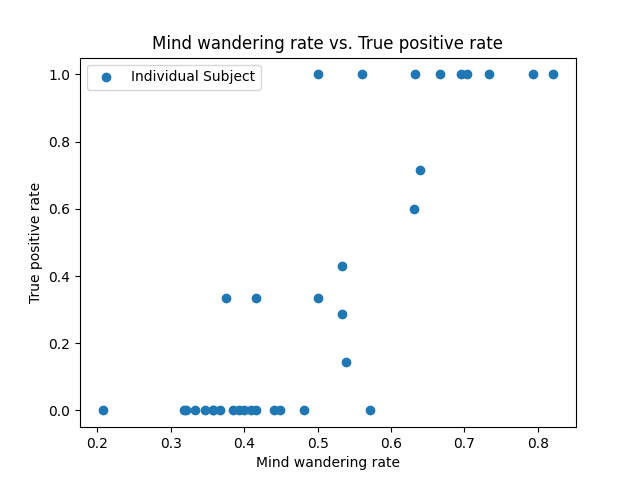 Mind wandering rate vs. True positive rate
Individual Subject
True positive rate
1.0
0.8
0.6
0.4
0.2
0.0
0.2 0.3 0.4 0.5 0.6 0.7 0.8
Mind wandering rate